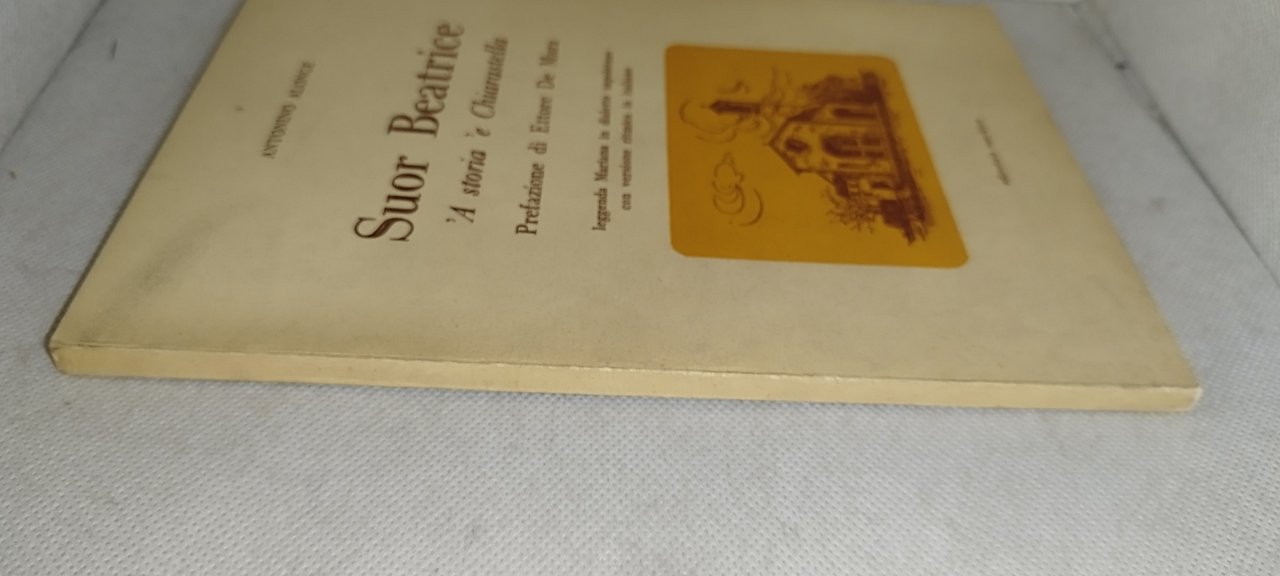 ANTONINO
Suor Beatrice
'A storia 'e Chiarastella
Prefazione di Ettore De Mura
leggenda Mariana in dialetto napoletano
con versione ritmica in italiano